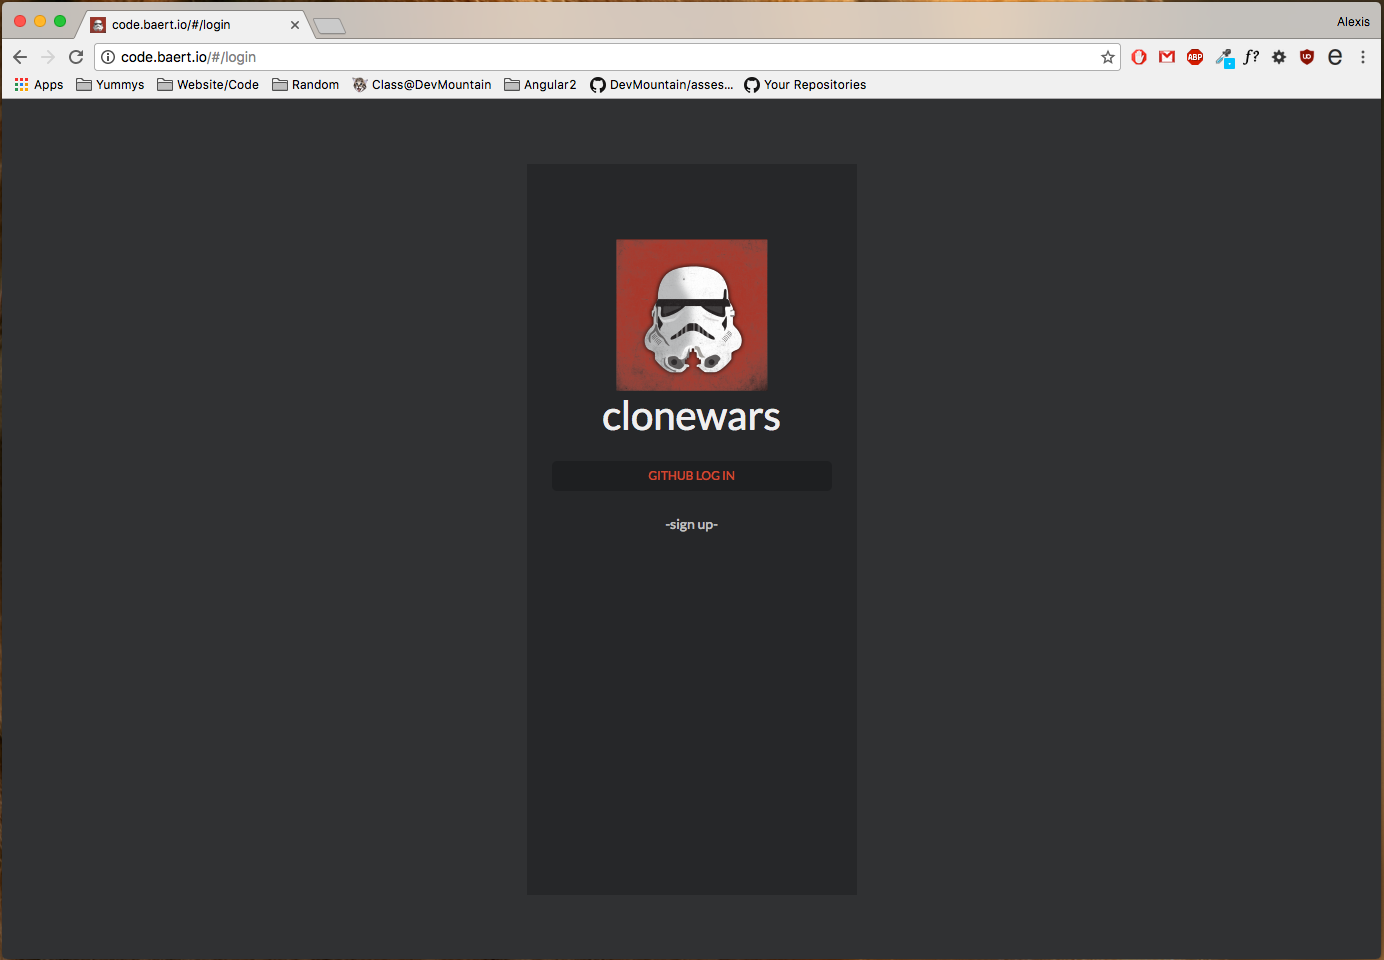 code.baert.io/#/login
Alexis
code.baert.io/#/login
ABP
f?
Apps
Yummys
Website/Code
Random
Class@DevMountain
Angular2
DevMountain/asses...
Your Repositories
clonewars
GITHUB LOG IN
-sign up-